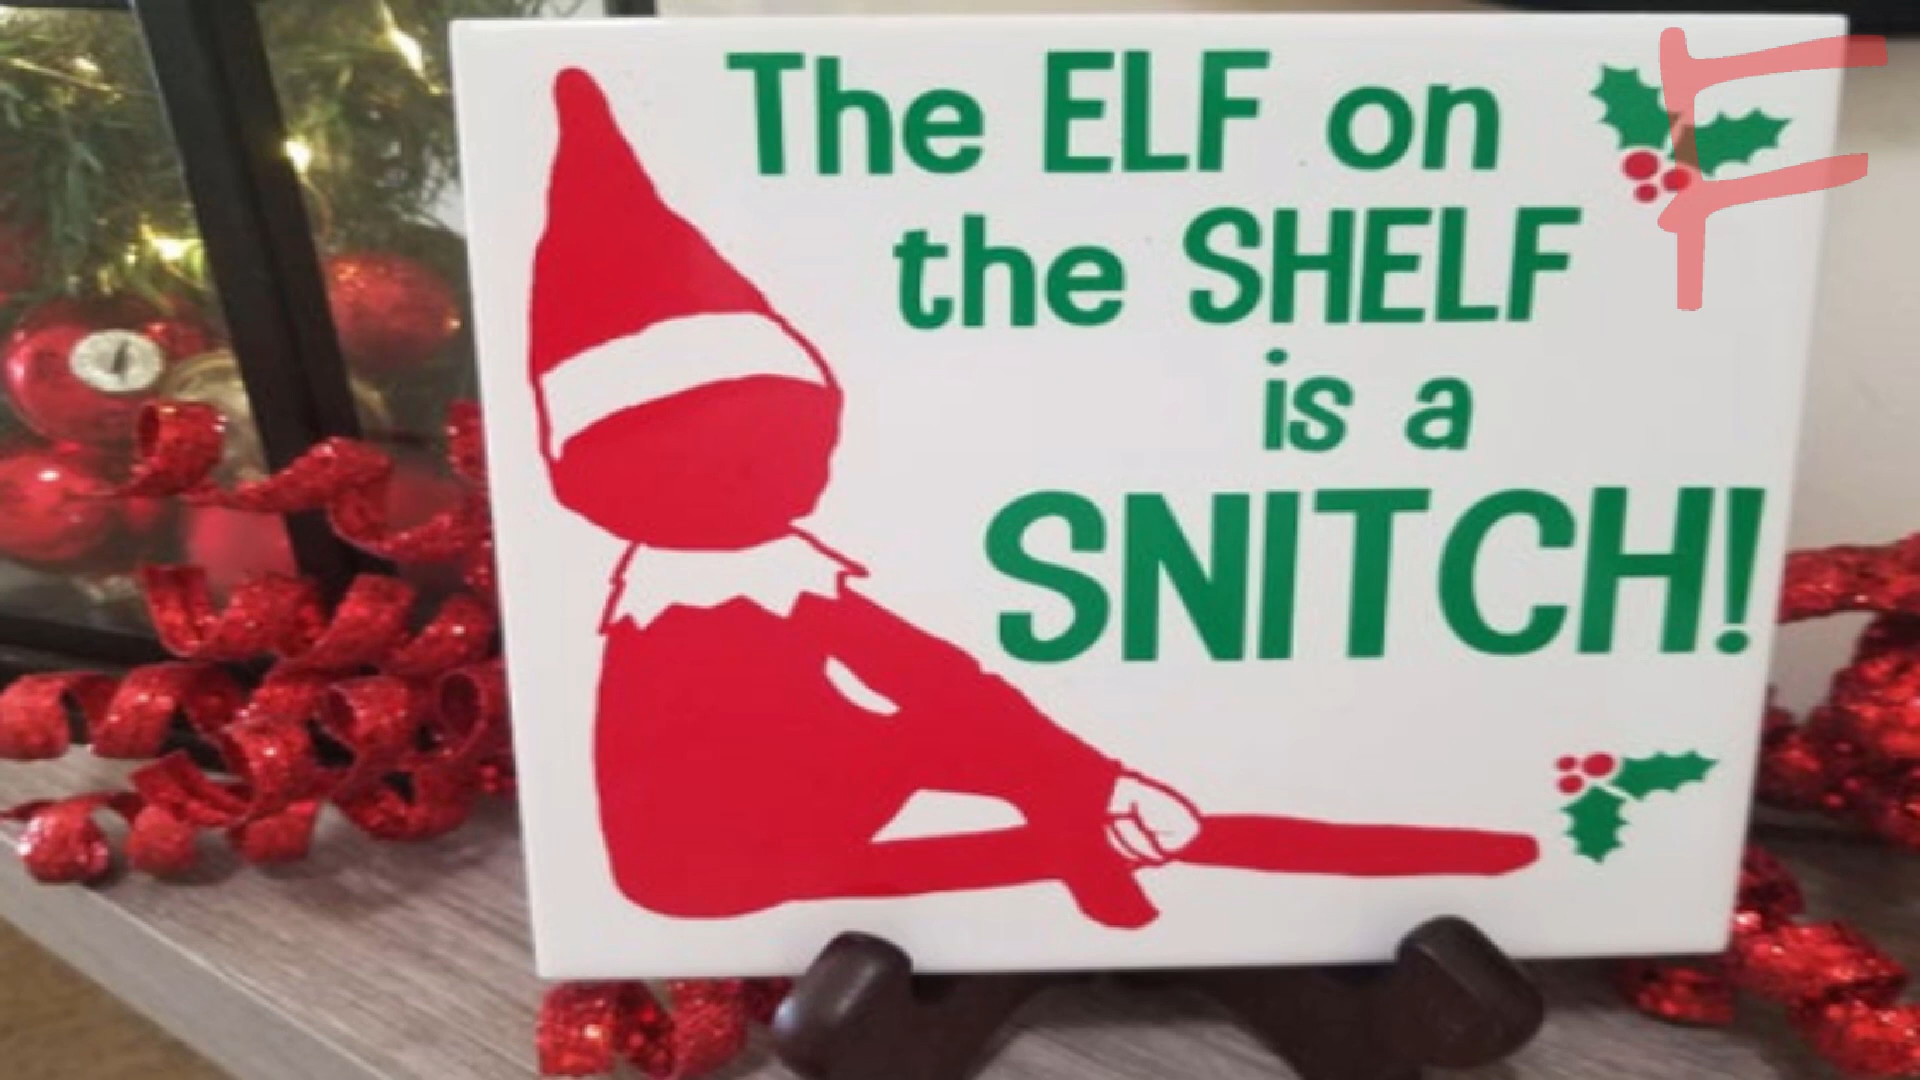 The ELF on
the SHELF
is a
SNITCH!
F